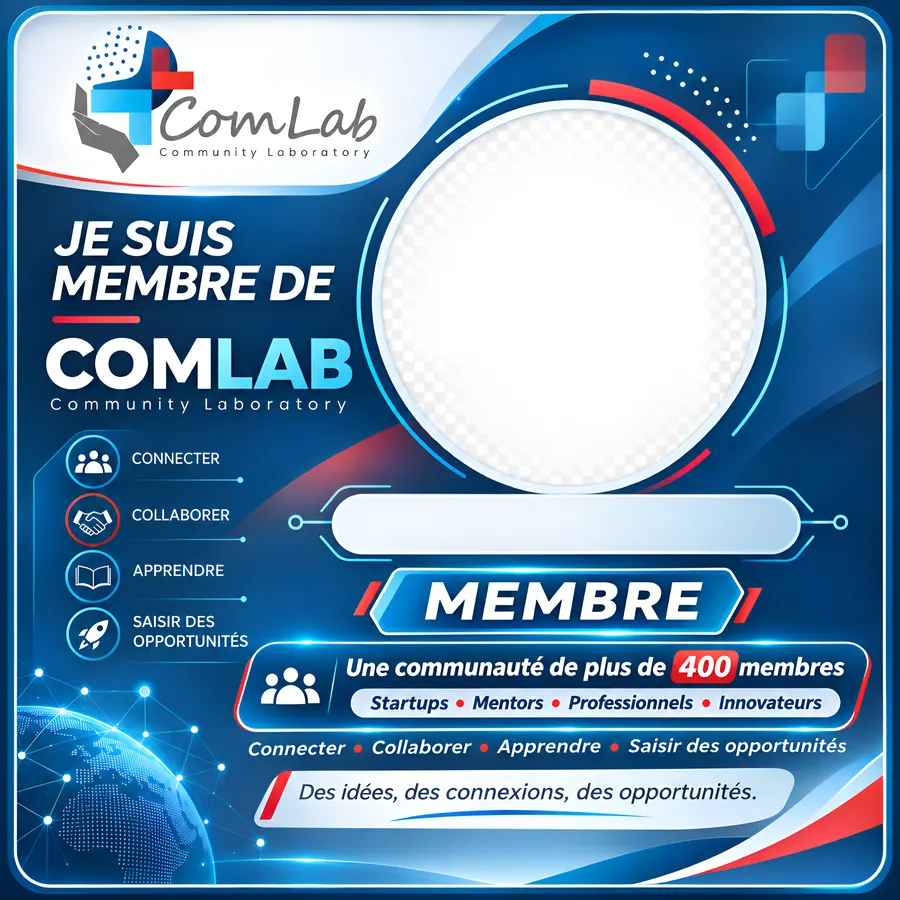 ComLab
Community Laboratory
JE SUIS
MEMBRE DE
COMLAB
Community Laboratory
CONNECTER
COLLABORER
APPRENDRE
SAISIR DES
OPPORTUNITÉS
MEMBRE
Une communauté de plus de 400 membres
Startups • Mentors • Professionnels • Innovateurs
Connecter • Collaborer • Apprendre • Saisir des opportunités
Des idées, des connexions, des opportunités.